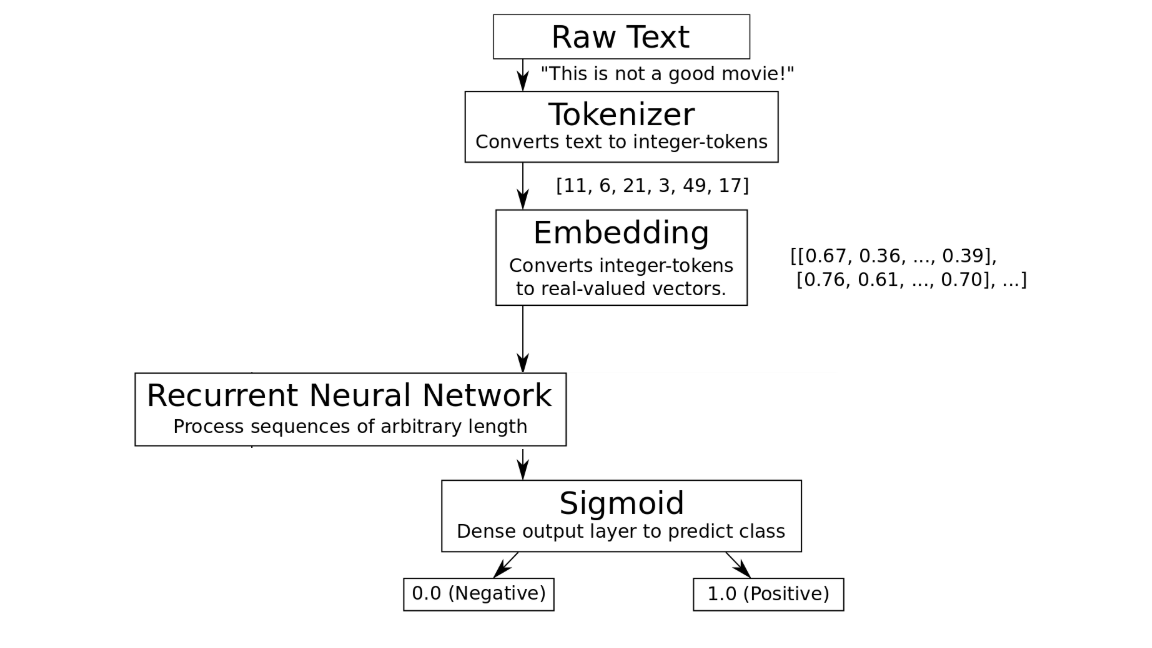 Raw Text
"This is not a good movie!"
Tokenizer
Converts text to integer-tokens
[11, 6, 21, 3, 49, 17]
Embedding
Converts integer-tokens
to real-valued vectors.
[[0.67, 0.36, ..., 0.39],
[0.76, 0.61, ..., 0.70], ...]
Recurrent Neural Network
Process sequences of arbitrary length
Sigmoid
Dense output layer to predict class
0.0 (Negative)
1.0 (Positive)